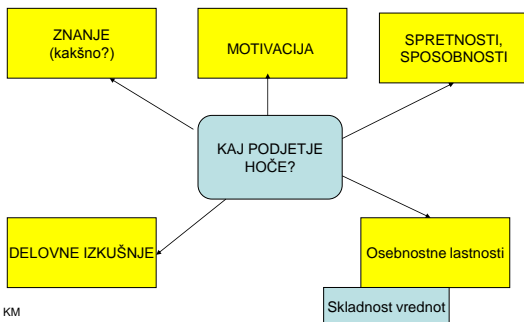 ZNANJE
(kakšno?)
MOTIVACIJA
SPRETNOSTI,
SPOSOBNOSTI
KAJ PODJETJE
HOČE?
DELOVNE IZKUŠNJE
Osebnostne lastnosti
Skladnost vrednot
KM